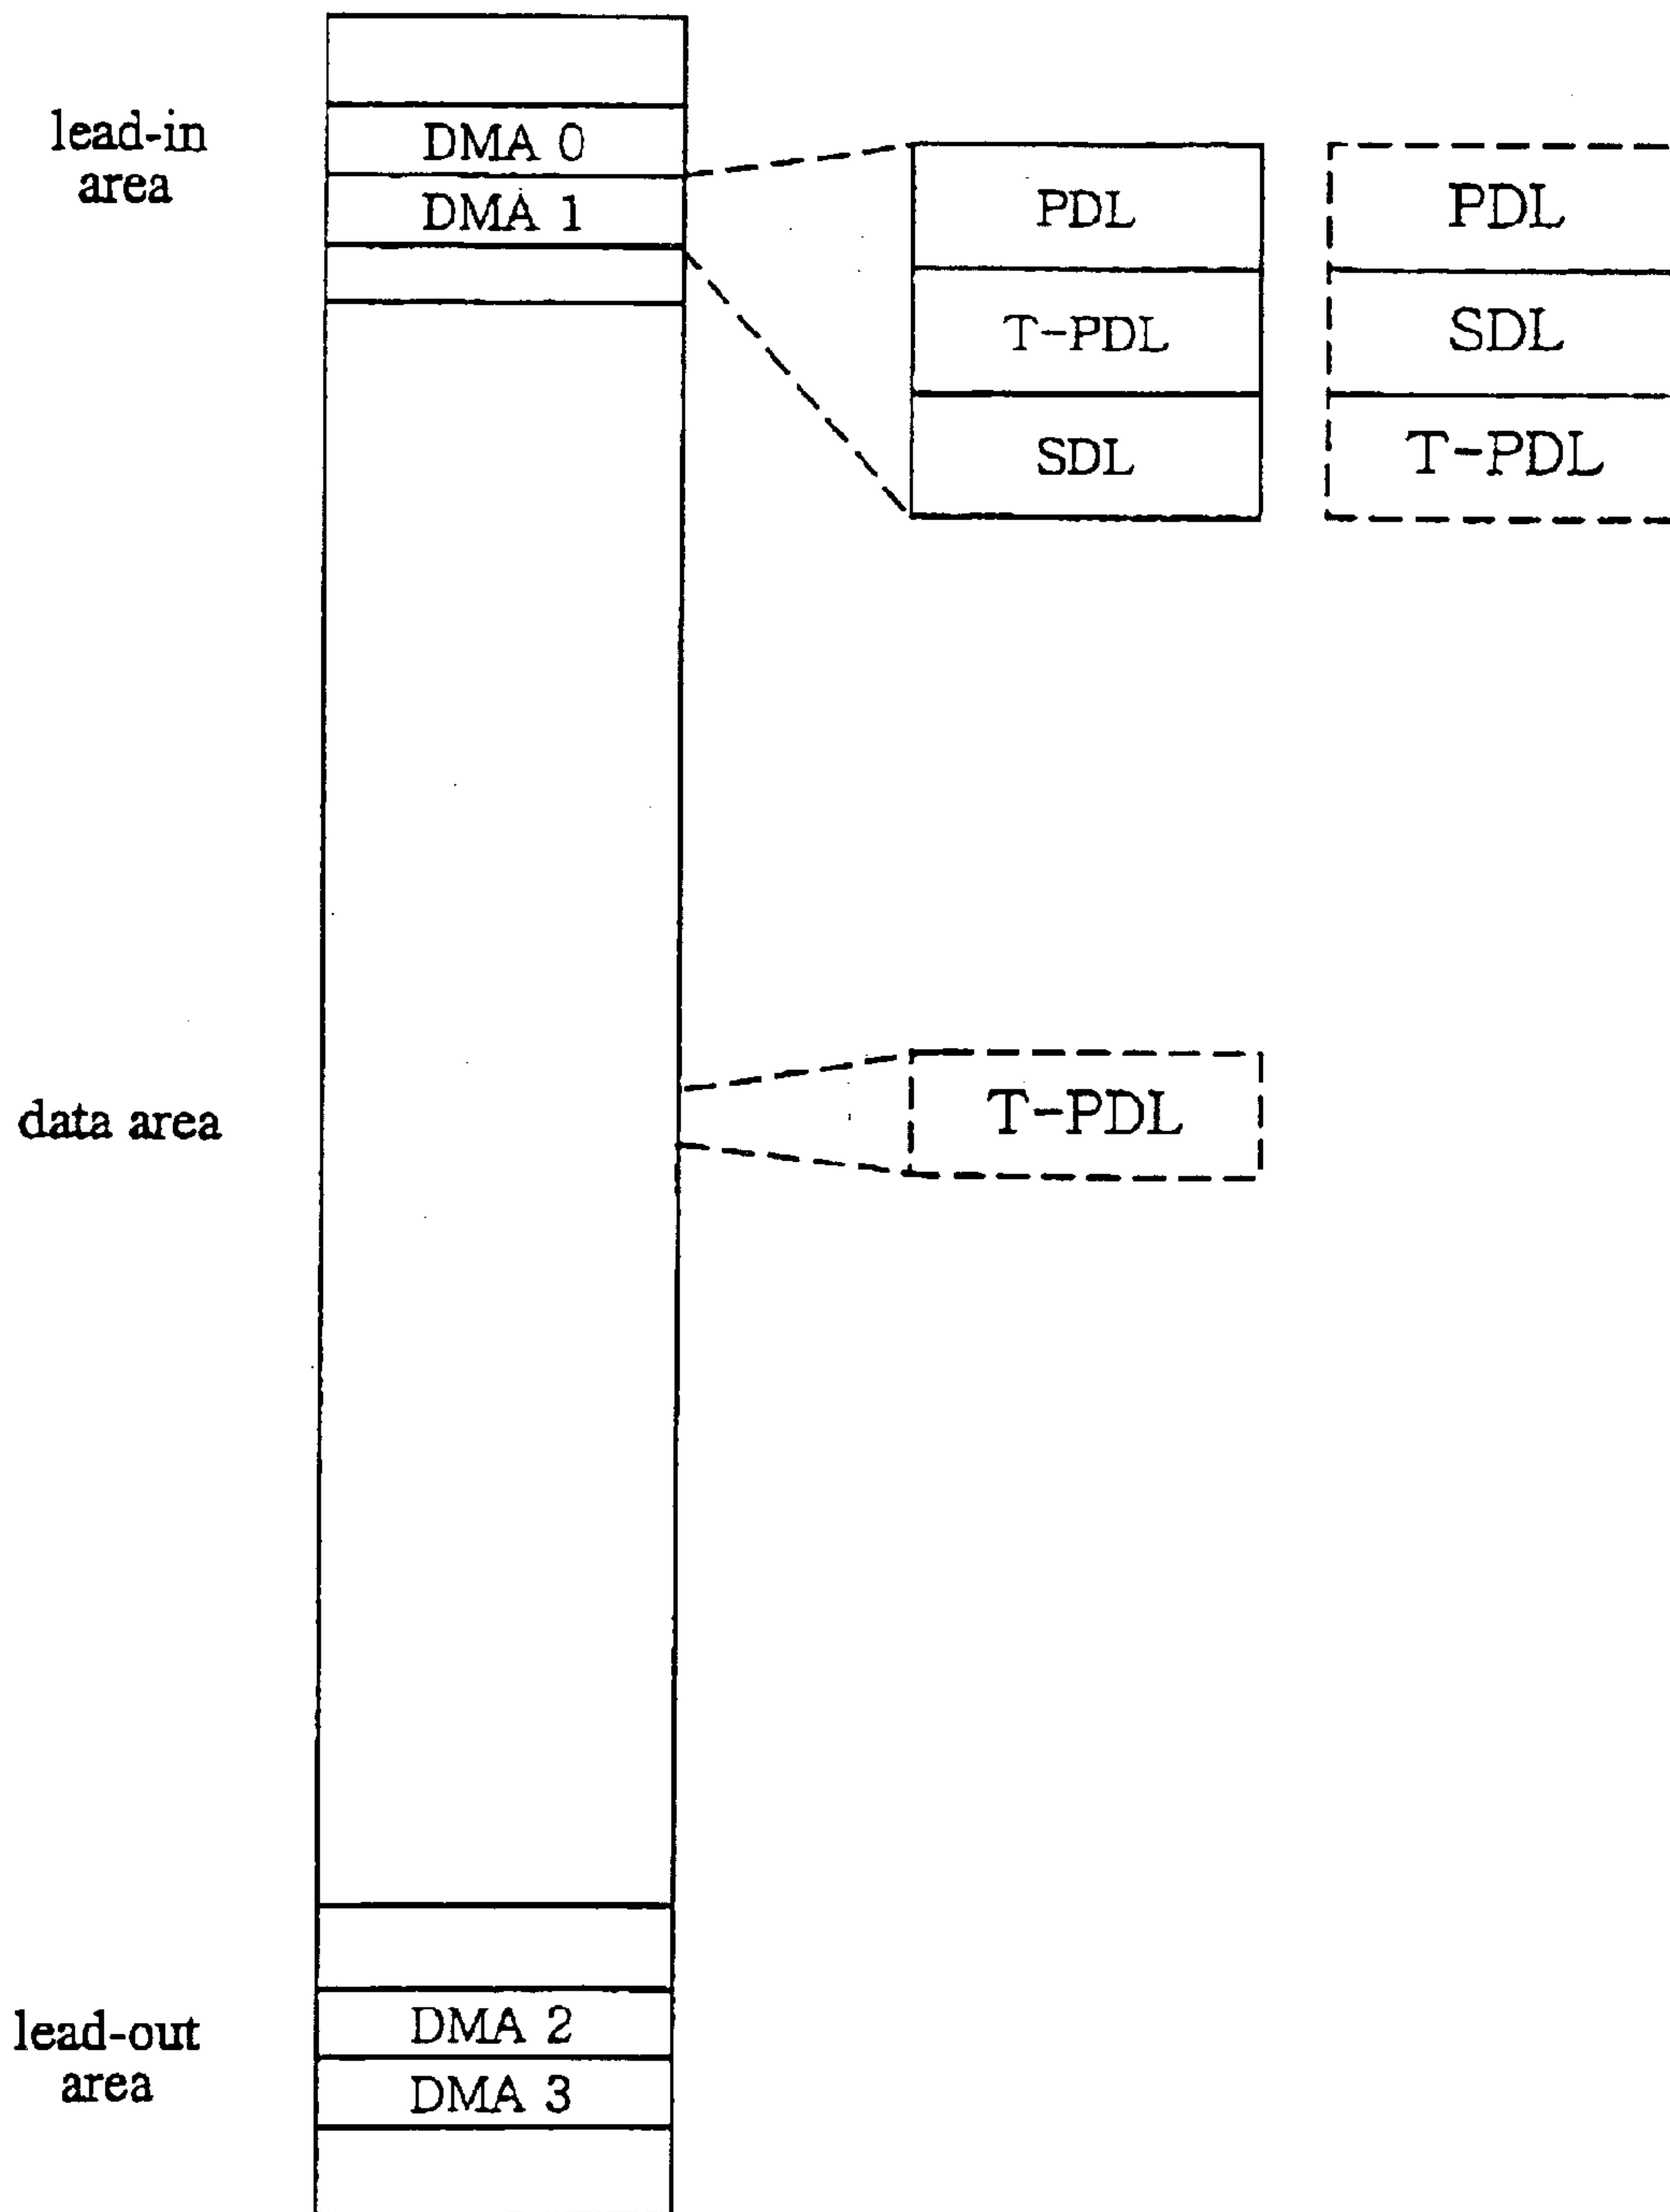 lead-in
area
DMA 0
DMA 1
PDL
T-PDL
SDL
PDL
SDL
T-PDL
data area
T-PDL
lead-out
area
DMA 2
DMA 3